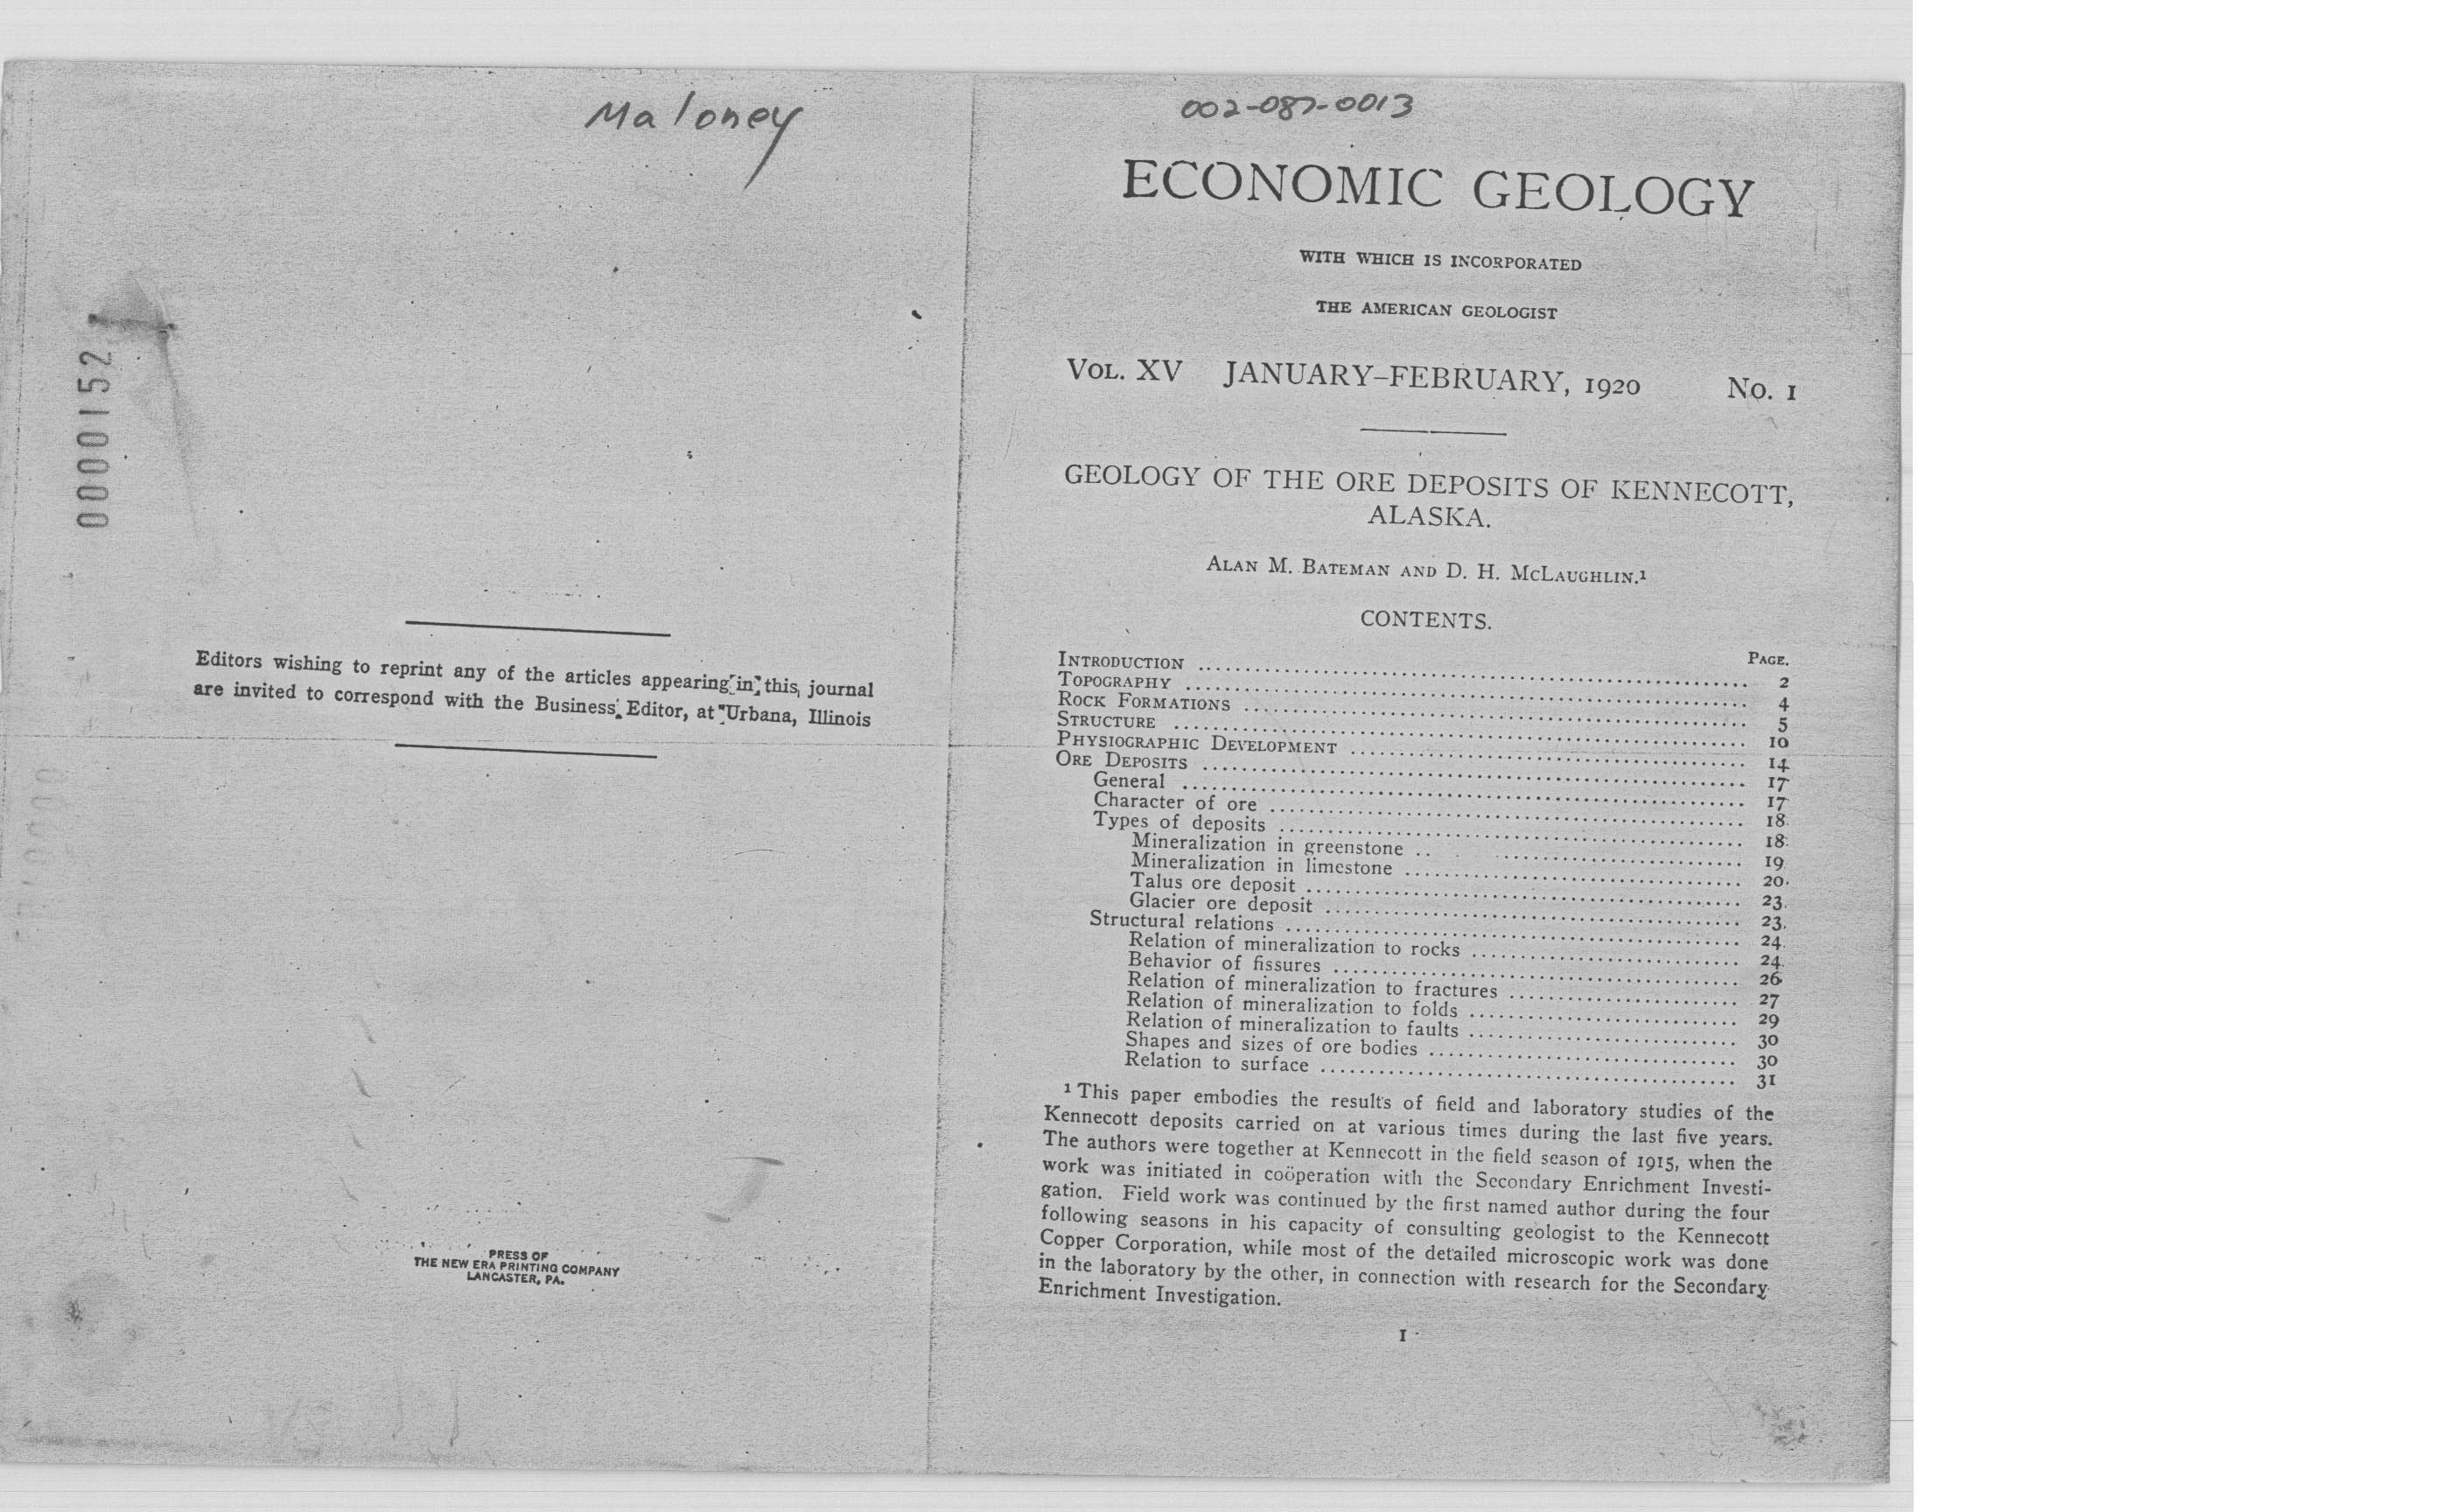 Maloney
0000152
Editors wishing to reprint any of the articles appearing in this journal
are invited to correspond with the Business Editor, at Urbana, Illinois
PRESS OF
THE NEW ERA PRINTING COMPANY
LANCASTER, PA.
002-087-0013
ECONOMIC GEOLOGY
WITH WHICH IS INCORPORATED
THE AMERICAN GEOLOGIST
VOL. XV JANUARY–FEBRUARY, 1920 NO. 1
GEOLOGY OF THE ORE DEPOSITS OF KENNECOTT,
ALASKA.
ALAN M. BATEMAN AND D. H. MCLAUGHLIN.¹
CONTENTS.
PAGE.
INTRODUCTION ........ 2
TOPOGRAPHY ........ 4
ROCK FORMATIONS ........ 5
STRUCTURE ........ 10
PHYSIOGRAPHIC DEVELOPMENT ........ 14
ORE DEPOSITS ........ 17
General ........ 17
Character of ore ........ 18
Types of deposits ........ 18
Mineralization in greenstone ........ 19
Mineralization in limestone ........ 20
Talus ore deposit ........ 23
Glacier ore deposit ........ 23
Structural relations ........ 24
Relation of mineralization to rocks ........ 24
Behavior of fissures ........ 26
Relation of mineralization to fractures ........ 27
Relation of mineralization to folds ........ 29
Relation of mineralization to faults ........ 30
Shapes and sizes of ore bodies ........ 30
Relation to surface ........ 31
¹ This paper embodies the results of field and laboratory studies of the
Kennecott deposits carried on at various times during the last five years.
The authors were together at Kennecott in the field season of 1915, when the
work was initiated in coöperation with the Secondary Enrichment Investi-
gation. Field work was continued by the first named author during the four
following seasons in his capacity of consulting geologist to the Kennecott
Copper Corporation, while most of the detailed microscopic work was done
in the laboratory by the other, in connection with research for the Secondary
Enrichment Investigation.
1